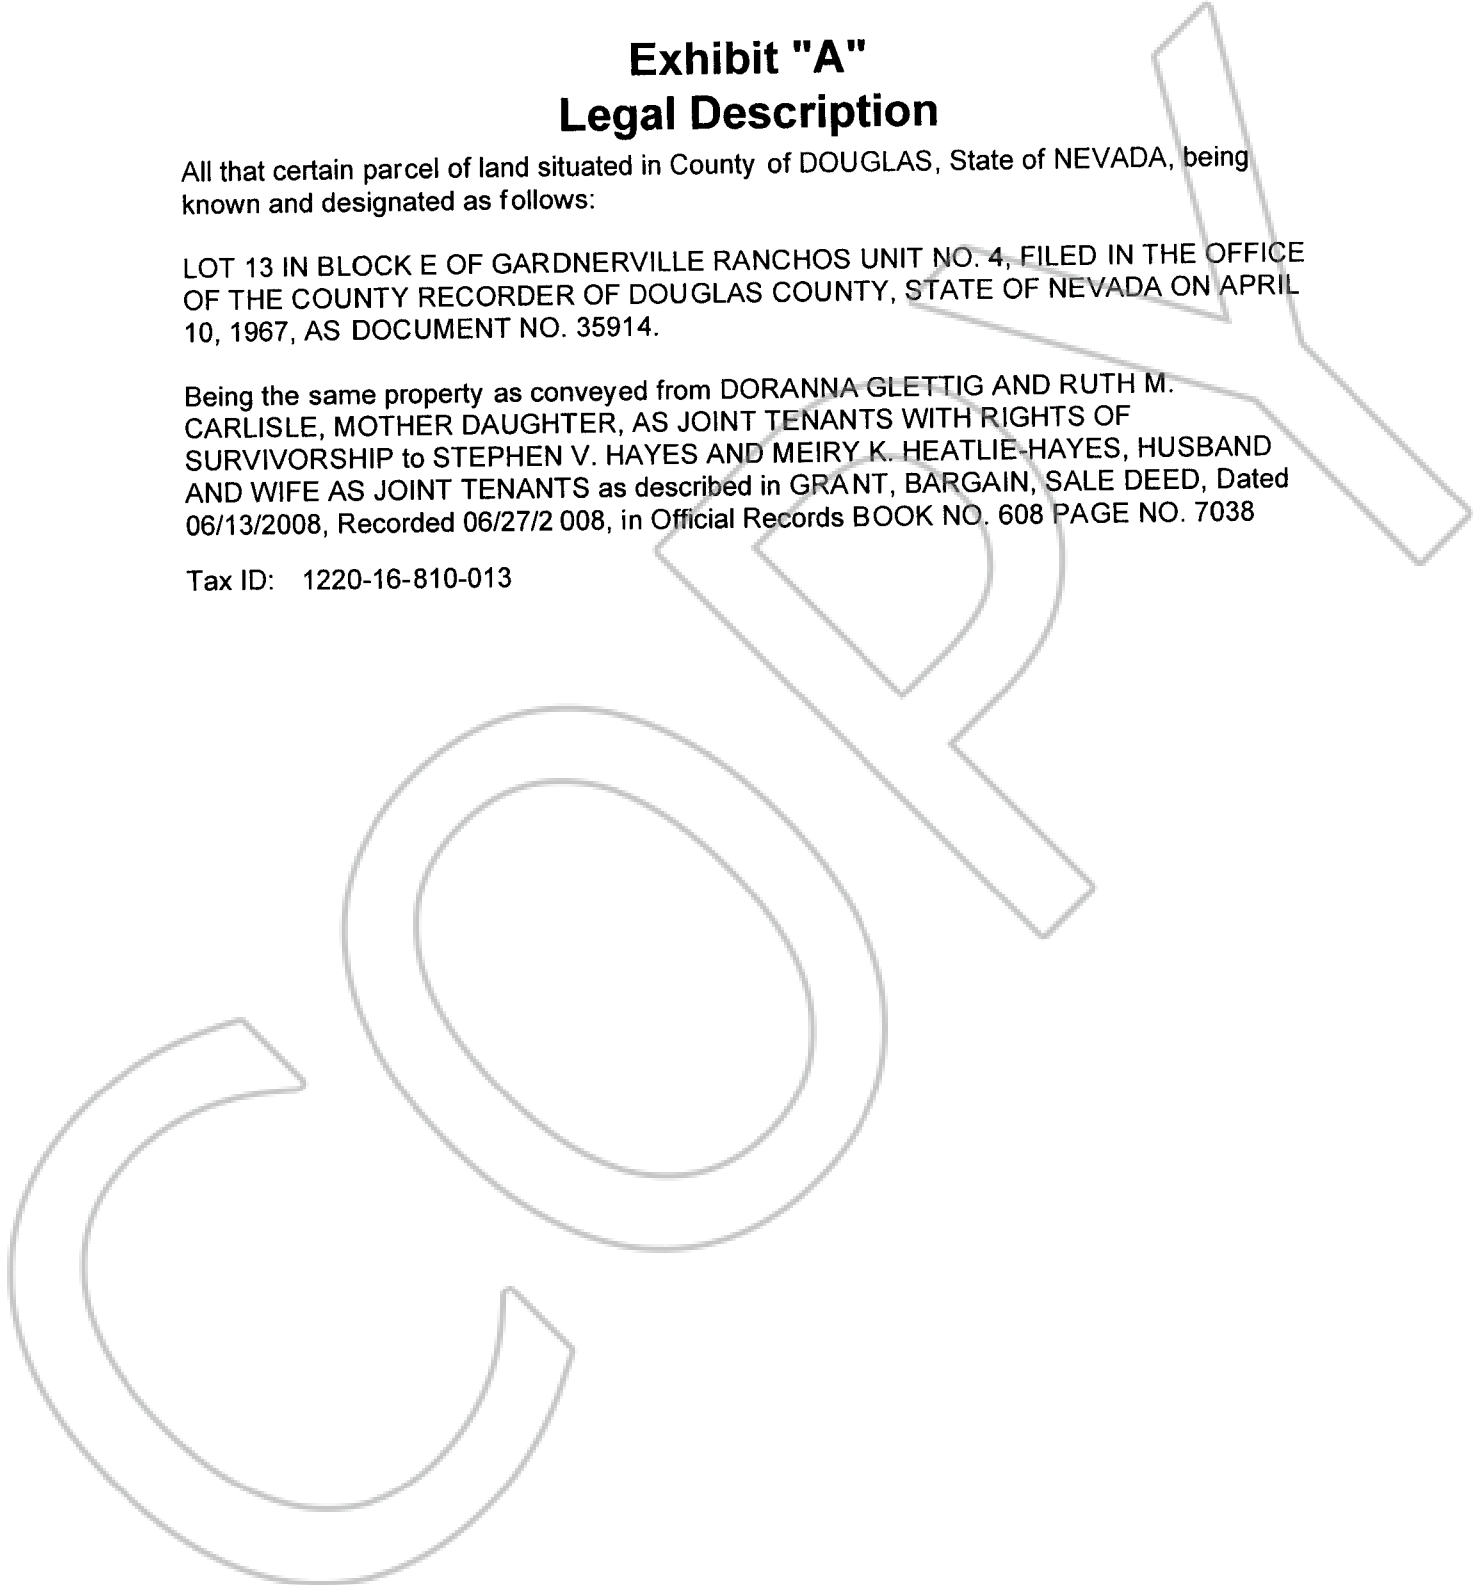 Exhibit "A"
Legal Description
All that certain parcel of land situated in County of DOUGLAS, State of NEVADA, being
known and designated as follows:
LOT 13 IN BLOCK E OF GARDNERVILLE RANCHOS UNIT NO. 4, FILED IN THE OFFICE
OF THE COUNTY RECORDER OF DOUGLAS COUNTY, STATE OF NEVADA ON APRIL
10, 1967, AS DOCUMENT NO. 35914.
Being the same property as conveyed from DORANNA GLETTIG AND RUTH M.
CARLISLE, MOTHER DAUGHTER, AS JOINT TENANTS WITH RIGHTS OF
SURVIVORSHIP to STEPHEN V. HAYES AND MEIRY K. HEATLIE-HAYES, HUSBAND
AND WIFE AS JOINT TENANTS as described in GRANT, BARGAIN, SALE DEED, Dated
06/13/2008, Recorded 06/27/2 008, in Official Records BOOK NO. 608 PAGE NO. 7038
Tax ID: 1220-16-810-013
COPY